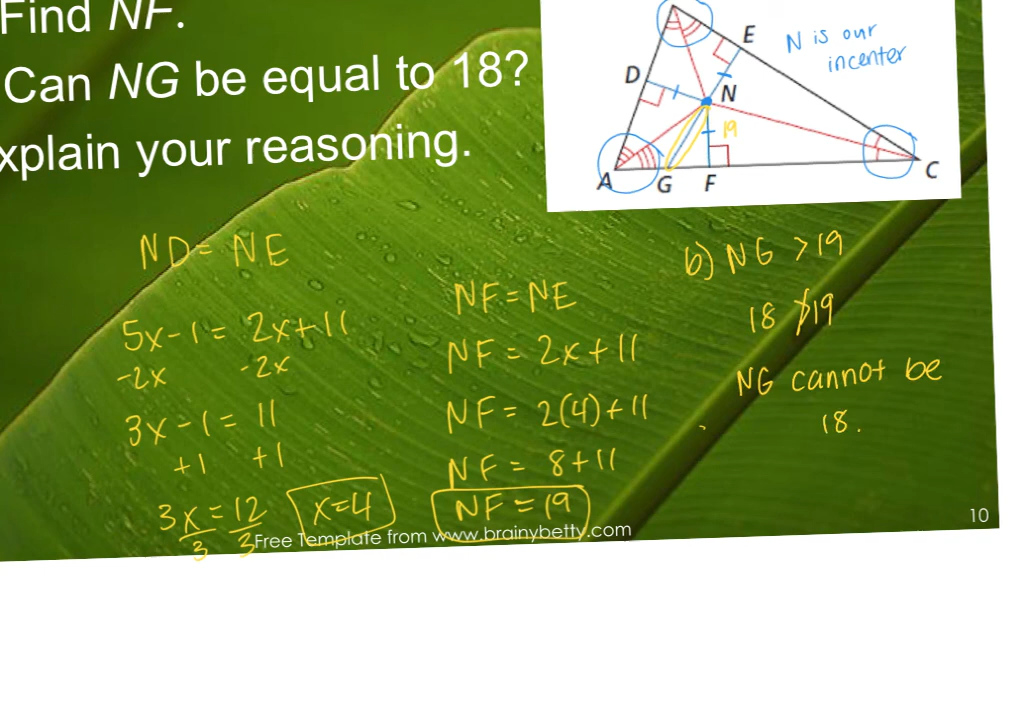 Find NF.
Can NG be equal to 18?
xplain your reasoning.
E
N is our
incenter
D
N
19
A
G
F
C
ND = NE
5x-1 = 2x+11
-2x -2x
3x-1 = 11
+1 +1
3x = 12
3 3
x=4
NF = NE
NF = 2x+11
NF = 2(4)+11
NF = 8+11
NF = 19
b) NG > 19
18 ≯ 19
NG cannot be
18.
Free Template from www.brainybetty.com
10